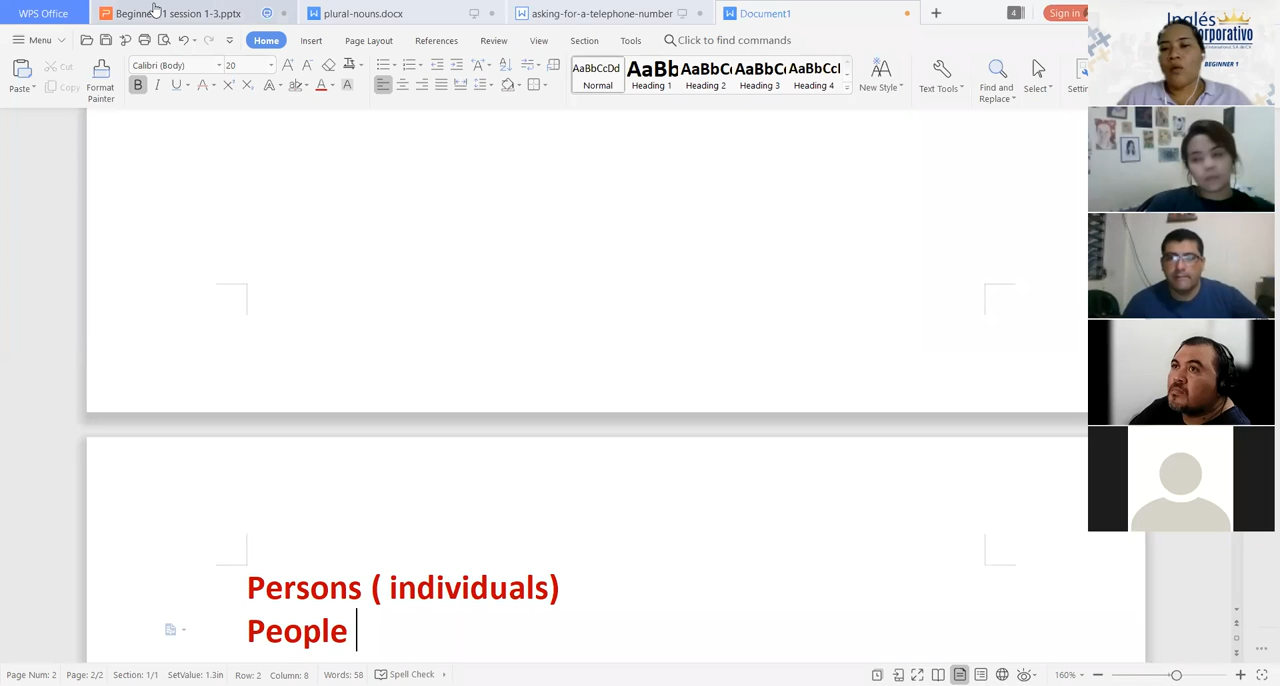 WPS Office
Beginner 1 session 1-3.pptx
plural-nouns.docx
asking-for-a-telephone-number
Document1
4
Sign in
Menu
Home
Insert
Page Layout
References
Review
View
Section
Tools
Click to find commands
Inglés
BEGINNER 1
Paste
Cut
Copy
Format
Painter
Calibri (Body)
20
AaBbCcDd
Normal
AaBb
Heading 1
AaBbC
Heading 2
AaBbC
Heading 3
AaBbCcl
Heading 4
New Style
Text Tools
Find and
Replace
Select
Persons ( individuals)
People
Page Num: 2
Page: 2/2
Section: 1/1
SetValue: 1.3in
Row: 2
Column: 8
Words: 58
Spell Check
160%